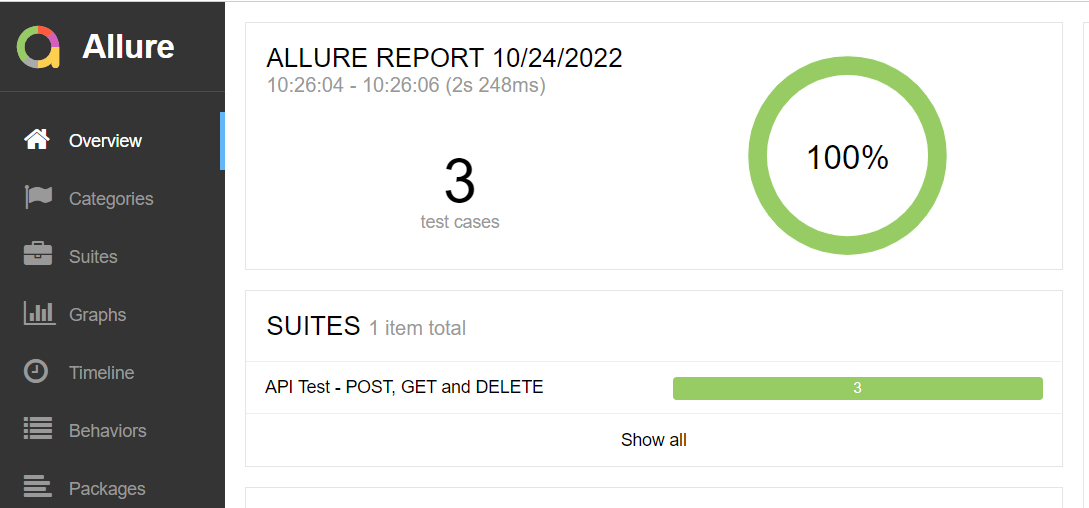 Allure
Overview
Categories
Suites
Graphs
Timeline
Behaviors
Packages
ALLURE REPORT 10/24/2022
10:26:04 - 10:26:06 (2s 248ms)
3
test cases
100%
SUITES 1 item total
API Test - POST, GET and DELETE 3
Show all